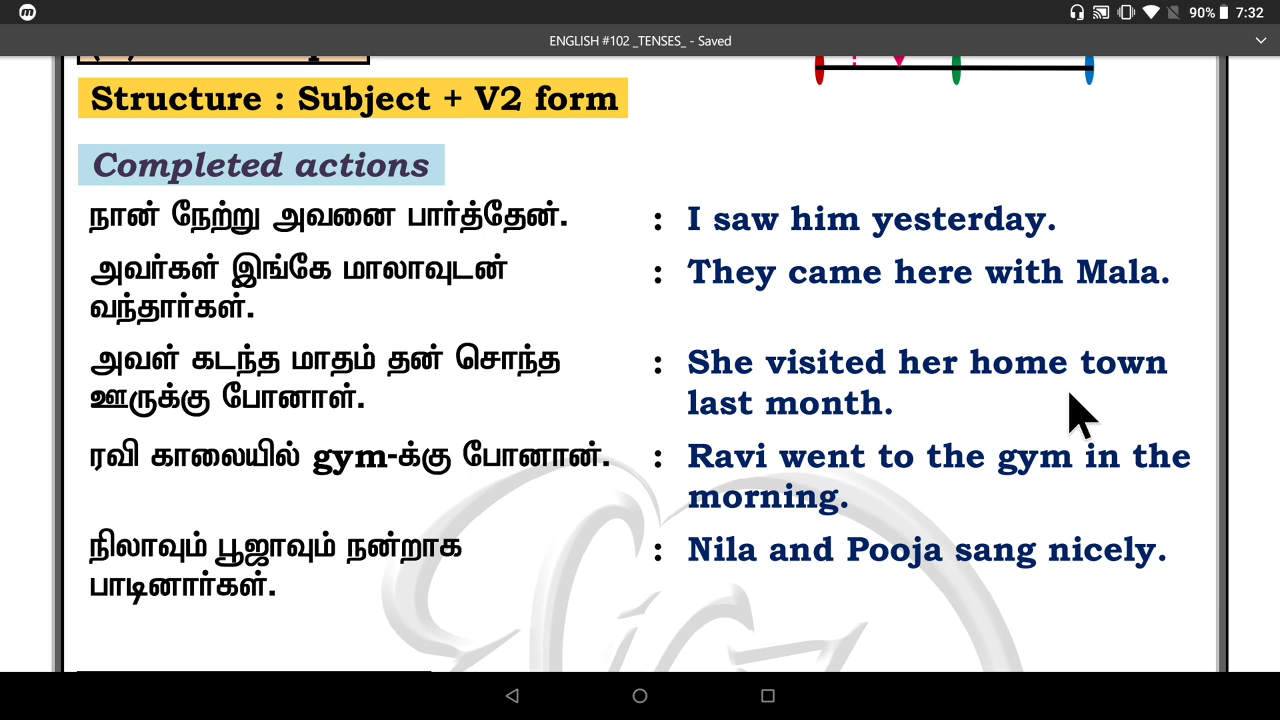 90% 7:32
ENGLISH #102 _TENSES_ - Saved
Structure : Subject + V2 form
Completed actions
நான் நேற்று அவனை பார்த்தேன். : I saw him yesterday.
அவர்கள் இங்கே மாலாவுடன் : They came here with Mala.
வந்தார்கள்.
அவள் கடந்த மாதம் தன் சொந்த : She visited her home town
ஊருக்கு போனாள். last month.
ரவி காலையில் gym-க்கு போனான். : Ravi went to the gym in the
morning.
நிலாவும் பூஜாவும் நன்றாக : Nila and Pooja sang nicely.
பாடினார்கள்.